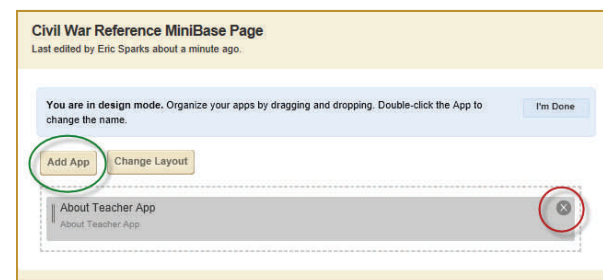 Civil War Reference MiniBase Page
Last edited by Eric Sparks about a minute ago.
You are in design mode. Organize your apps by dragging and dropping. Double-click the App to
change the name.
I'm Done
Add App
Change Layout
About Teacher App
About Teacher App